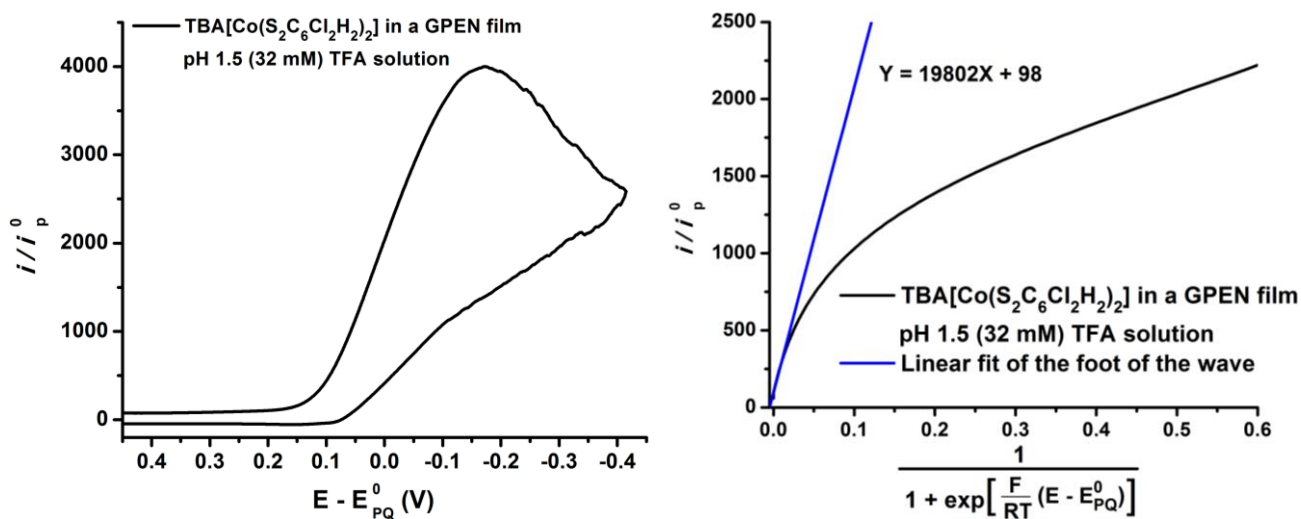 TBA[Co(S₂C₆Cl₂H₂)₂] in a GPEN film
pH 1.5 (32 mM) TFA solution
4000
3000
2000
1000
0
i / i⁰ₚ
0.4 0.3 0.2 0.1 0.0 -0.1 -0.2 -0.3 -0.4
E - E⁰_PQ (V)
2500
2000
1500
1000
500
0
i / i⁰ₚ
Y = 19802X + 98
TBA[Co(S₂C₆Cl₂H₂)₂] in a GPEN film
pH 1.5 (32 mM) TFA solution
Linear fit of the foot of the wave
0.0 0.1 0.2 0.3 0.4 0.5 0.6
1
1 + exp[F/RT (E - E⁰_PQ)]